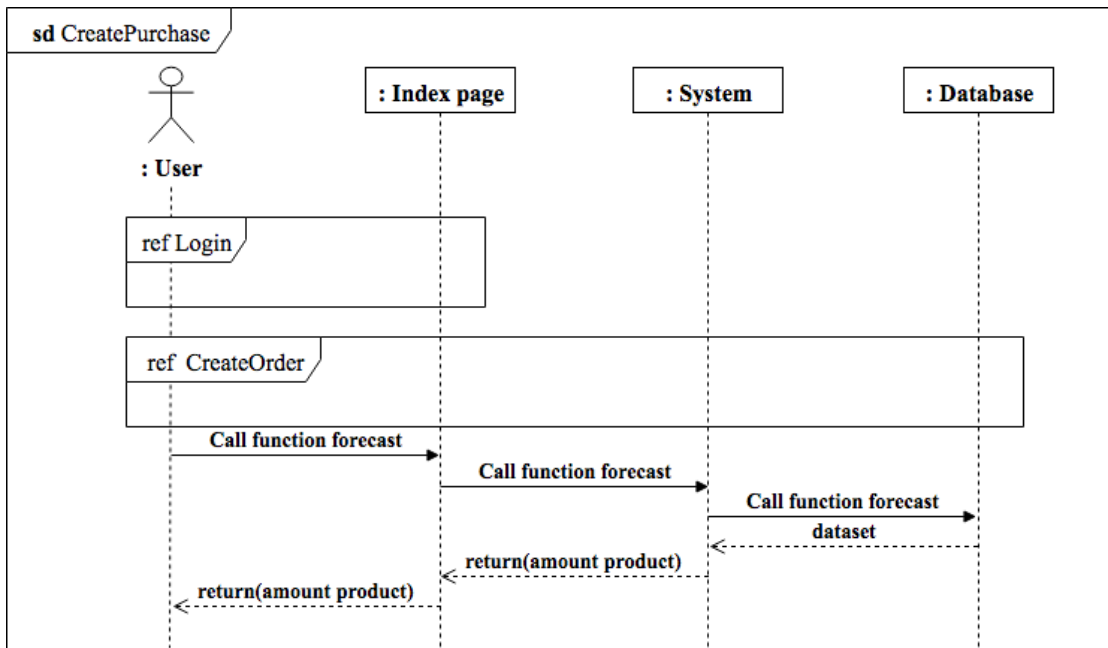 sd CreatePurchase
: Index page
: System
: Database
: User
ref Login
ref CreateOrder
Call function forecast
Call function forecast
Call function forecast
dataset
return(amount product)
return(amount product)